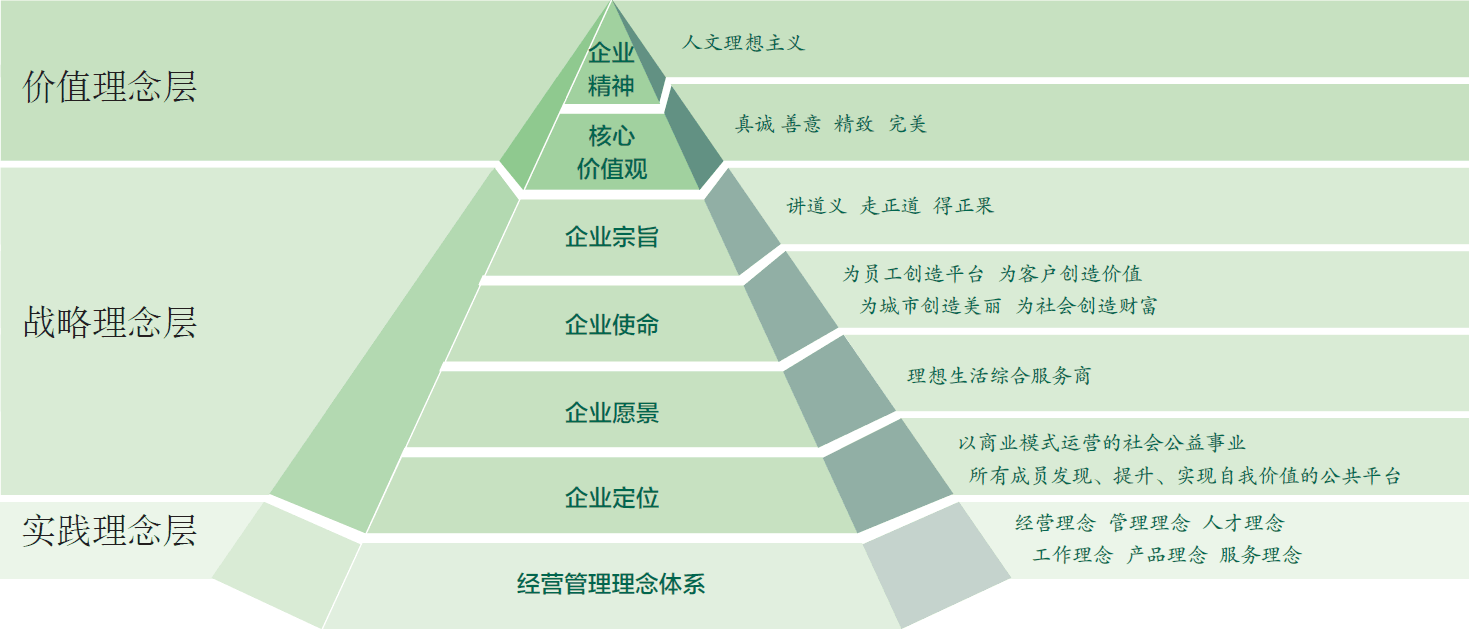 价值理念层
企业
精神
人文理想主义
核心
价值观
真诚 善意 精致 完美
战略理念层
企业宗旨
讲道义 走正道 得正果
企业使命
为员工创造平台 为客户创造价值
为城市创造美丽 为社会创造财富
企业愿景
理想生活综合服务商
企业定位
以商业模式运营的社会公益事业
所有成员发现、提升、实现自我价值的公共平台
实践理念层
经营管理理念体系
经营理念 管理理念 人才理念
工作理念 产品理念 服务理念